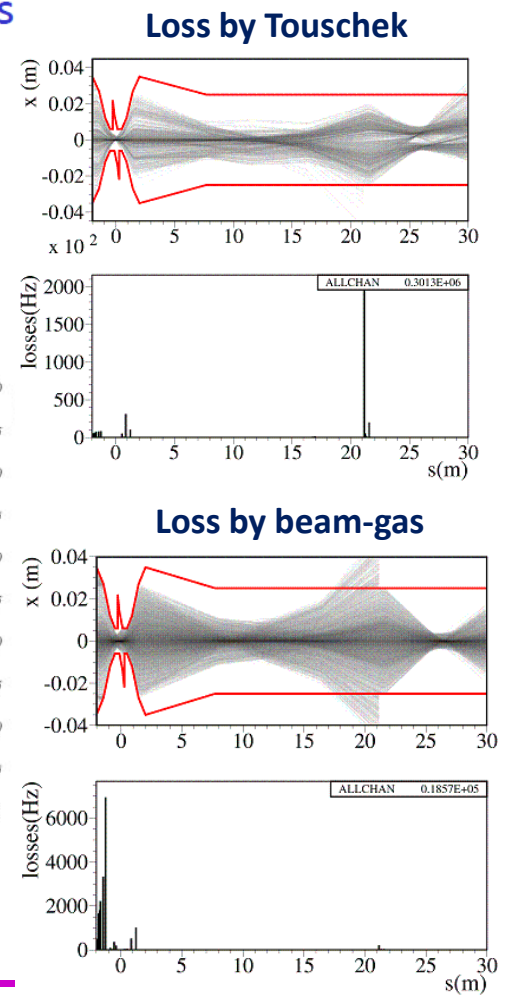 s
Loss by Touschek
x (m)
0.04
0.02
0
-0.02
-0.04
0 5 10 15 20 25 30
x 10 2
losses(Hz)
2000
1500
1000
500
0
ALLCHAN 0.3013E+06
0 5 10 15 20 25 30
s(m)
Loss by beam-gas
x (m)
0.04
0.02
0
-0.02
-0.04
0 5 10 15 20 25 30
losses(Hz)
6000
4000
2000
0
ALLCHAN 0.1857E+05
0 5 10 15 20 25 30
s(m)